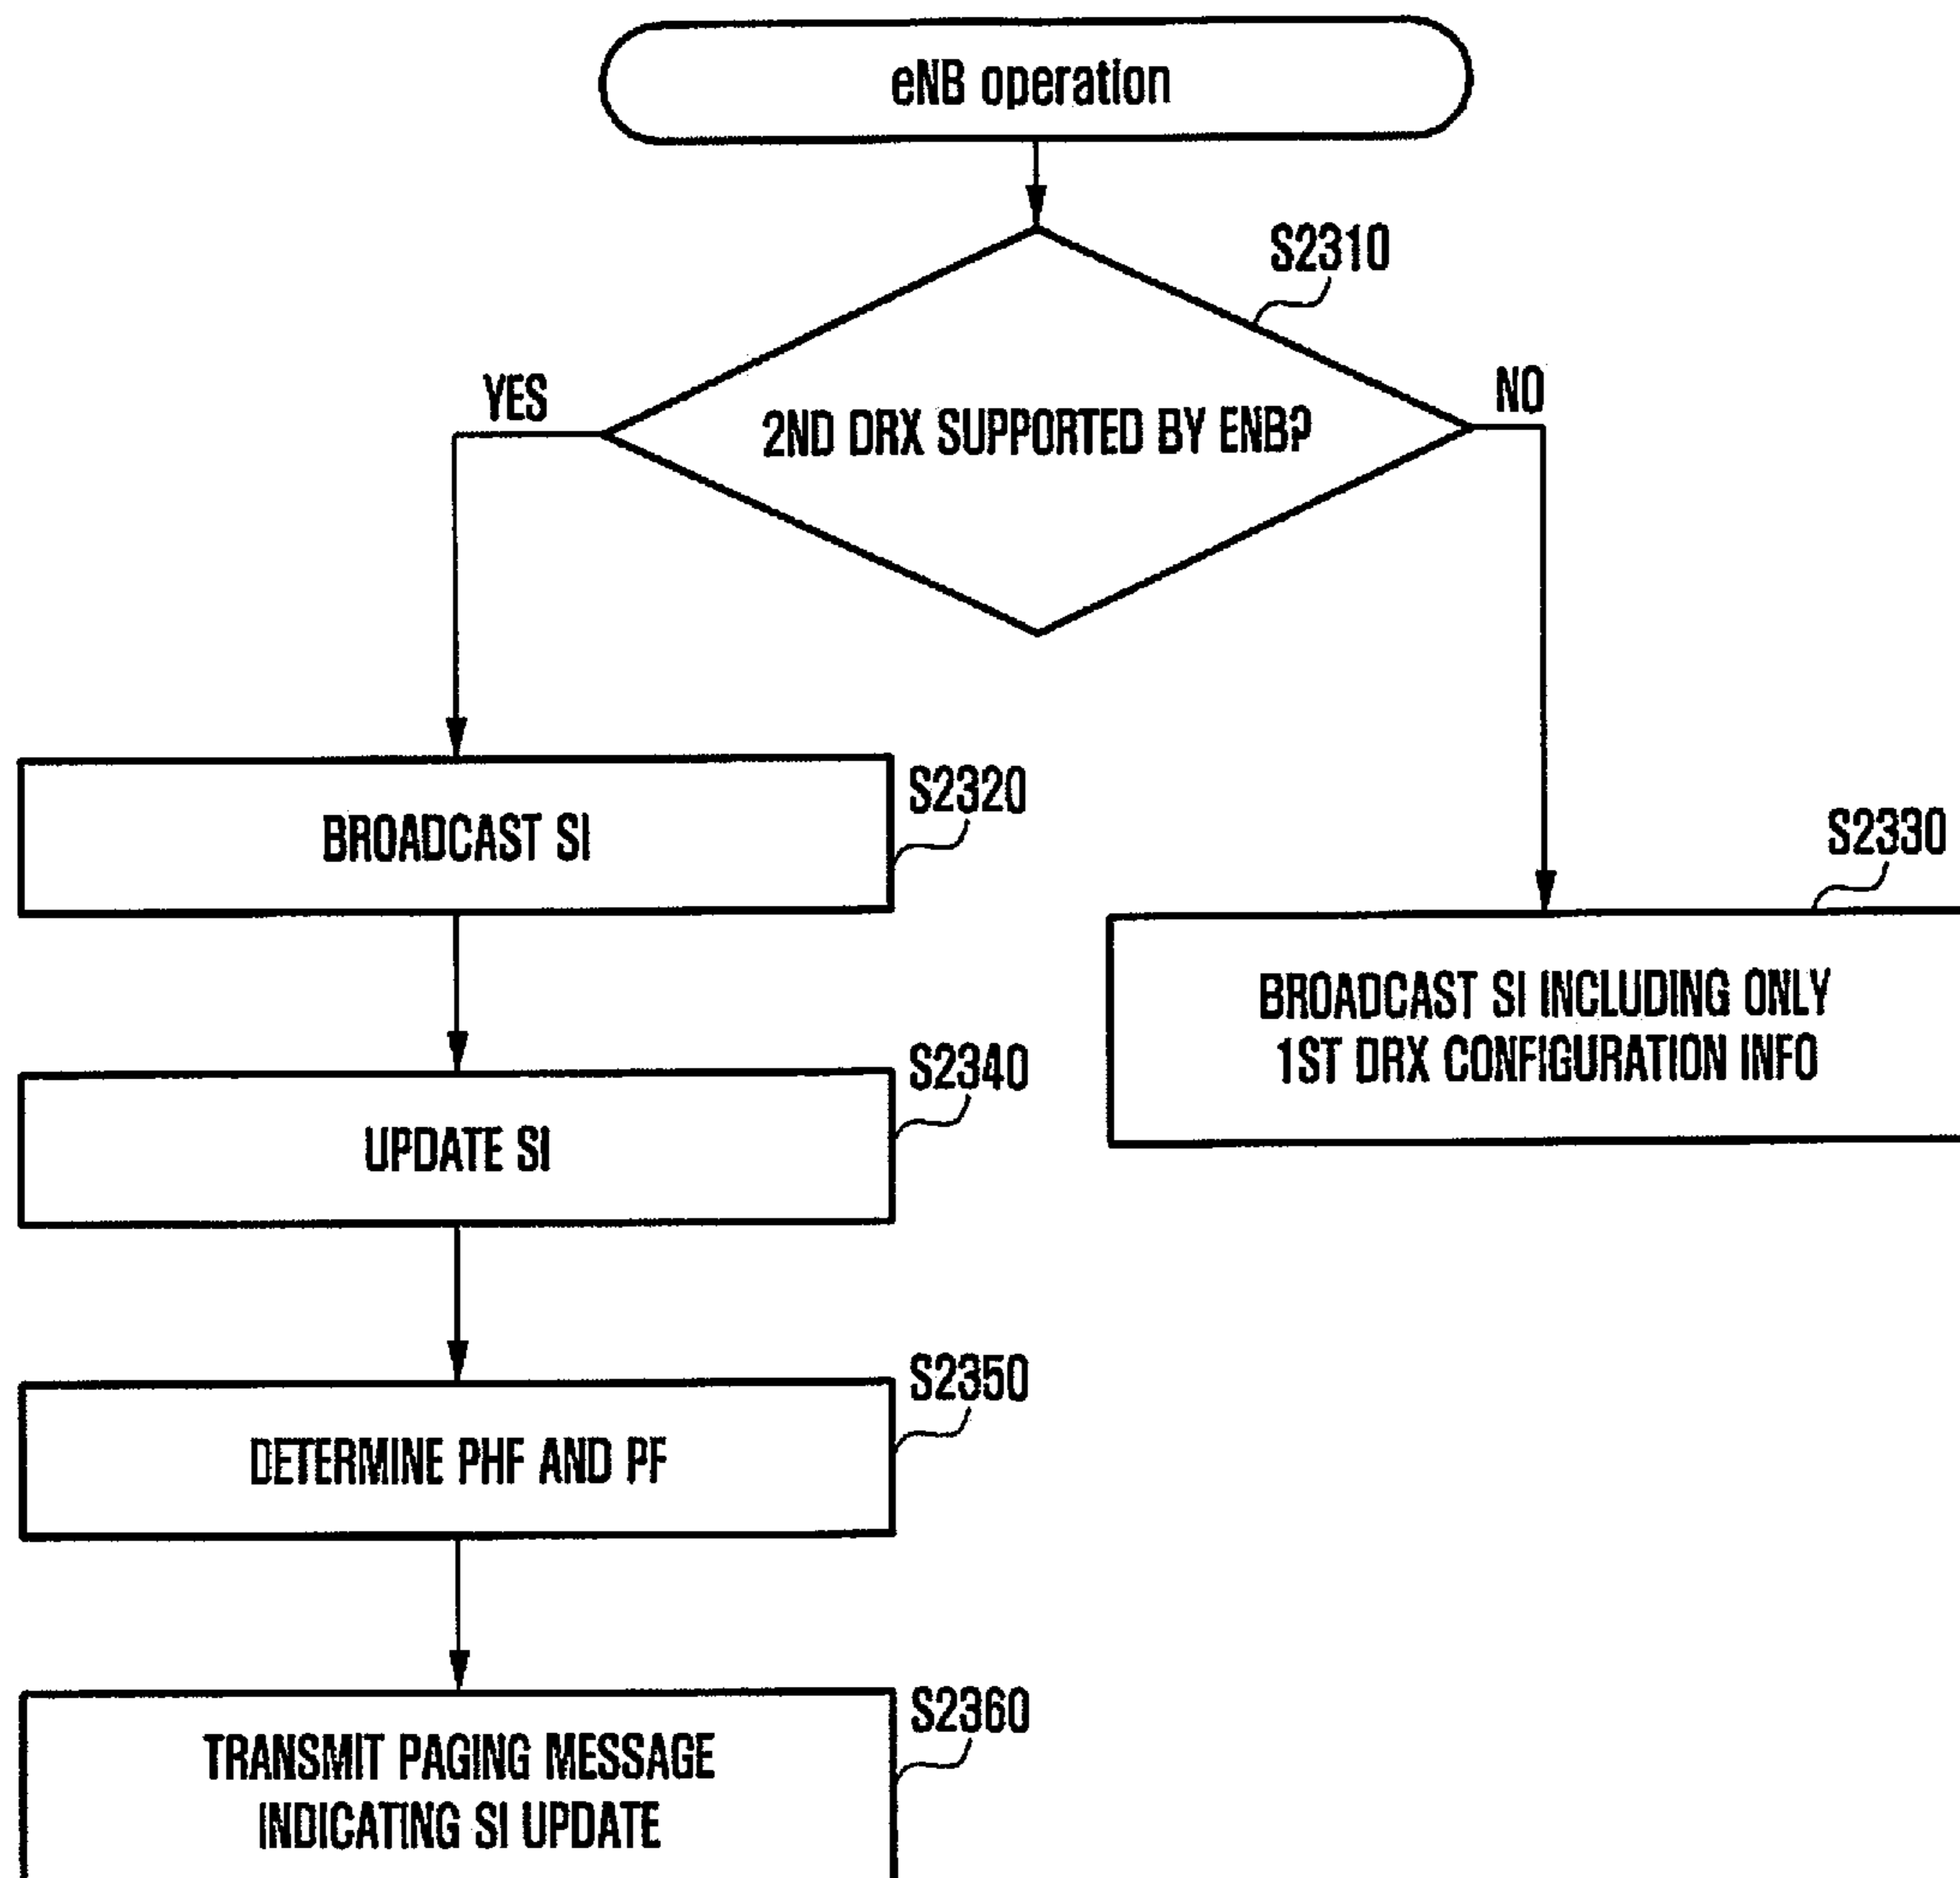 eNB operation
S2310
YES
NO
2ND DRX SUPPORTED BY ENB?
S2320
BROADCAST SI
S2330
BROADCAST SI INCLUDING ONLY
1ST DRX CONFIGURATION INFO
S2340
UPDATE SI
S2350
DETERMINE PHF AND PF
S2360
TRANSMIT PAGING MESSAGE
INDICATING SI UPDATE